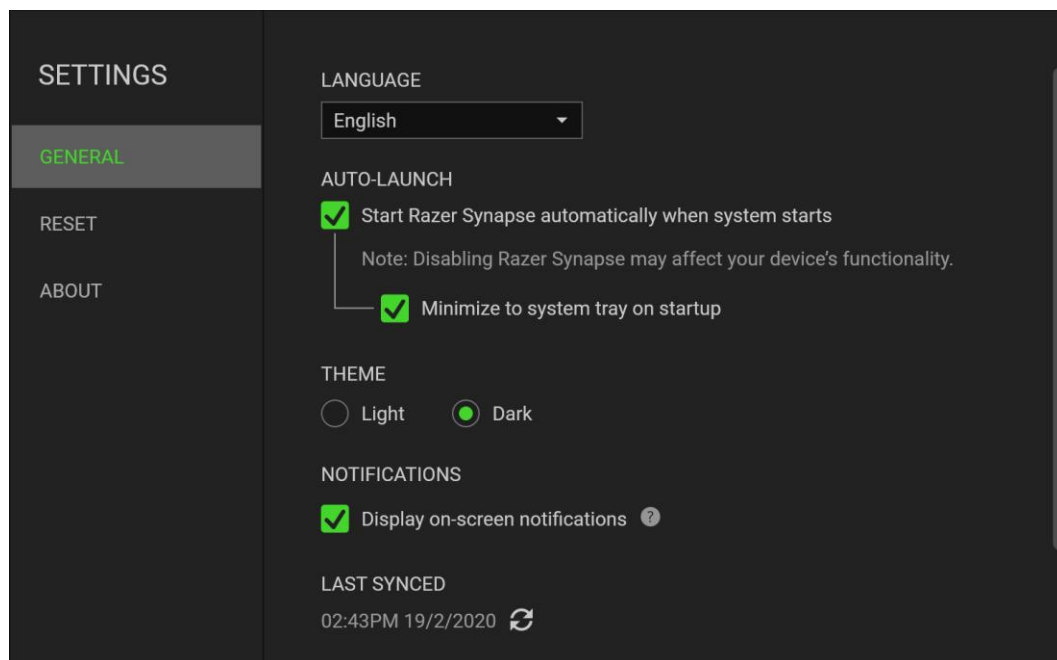 SETTINGS
GENERAL
RESET
ABOUT
LANGUAGE
English
AUTO-LAUNCH
Start Razer Synapse automatically when system starts
Note: Disabling Razer Synapse may affect your device’s functionality.
Minimize to system tray on startup
THEME
Light Dark
NOTIFICATIONS
Display on-screen notifications ?
LAST SYNCED
02:43PM 19/2/2020